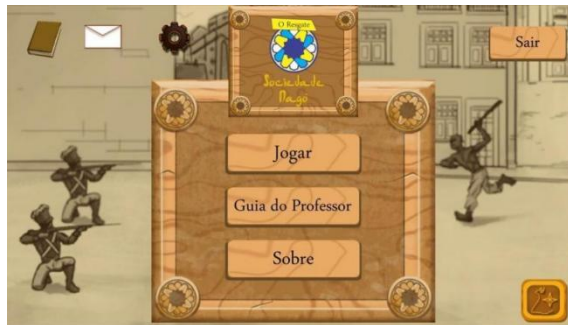 O Resgate
Sociedade
Nagô
Sair
Jogar
Guia do Professor
Sobre